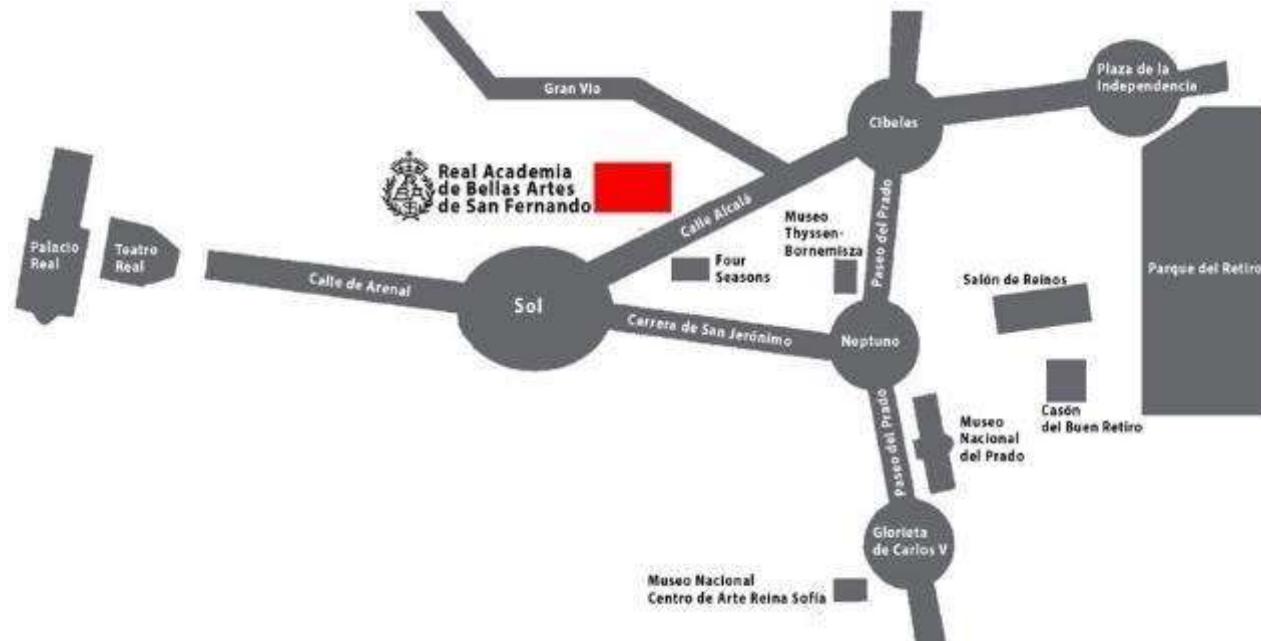 Plaza de la
Independencia
Gran Vía
Cibeles
Real Academia
de Bellas Artes
de San Fernando
Calle Alcalá
Museo
Thyssen-
Bornemisza
Paseo del Prado
Palacio
Real
Teatro
Real
Four
Seasons
Parque del Retiro
Calle de Arenal
Salón de Reinos
Sol
Carrera de San Jerónimo
Neptuno
Paseo del Prado
Casón
del Buen Retiro
Museo
Nacional
del Prado
Glorieta
de Carlos V
Museo Nacional
Centro de Arte Reina Sofía